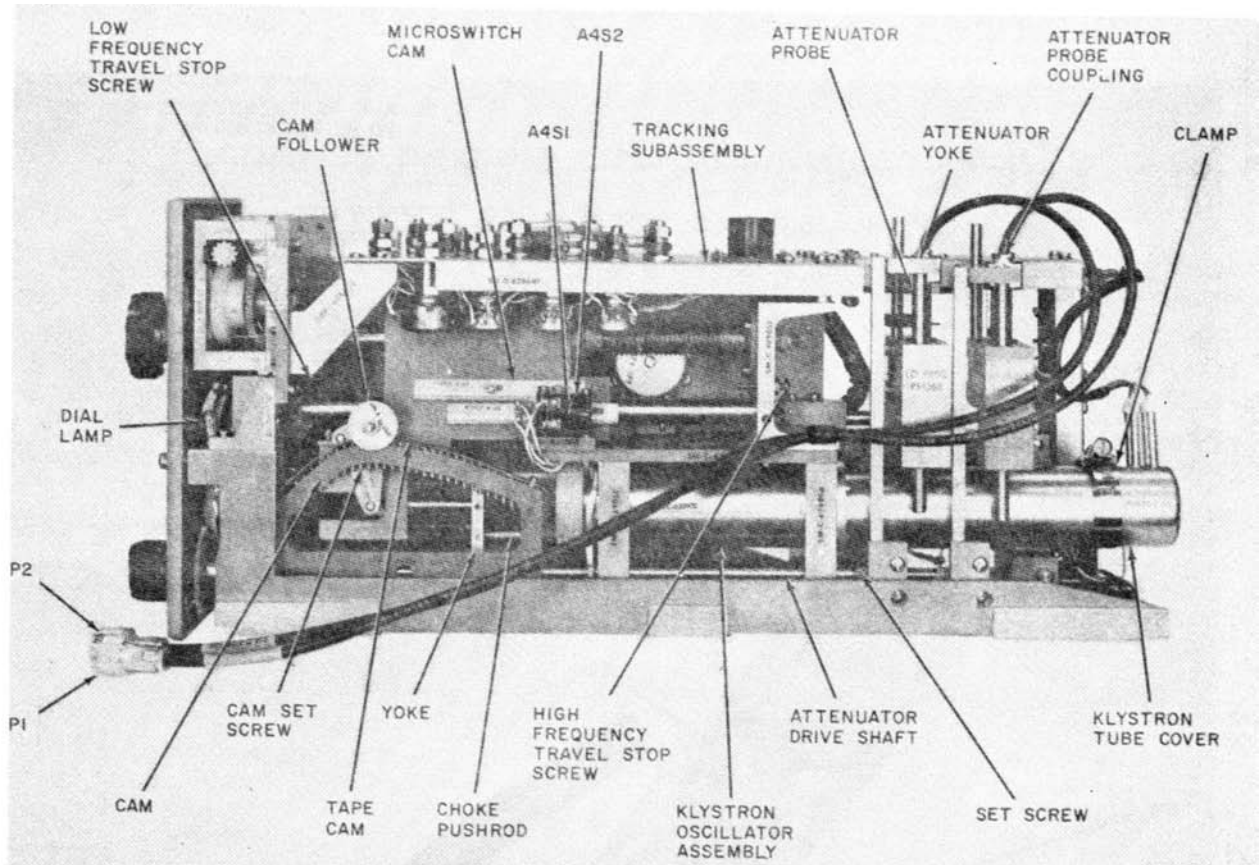 LOW
FREQUENCY
TRAVEL STOP
SCREW
MICROSWITCH
CAM
A4S2
ATTENUATOR
PROBE
ATTENUATOR
PROBE
COUPLING
CAM
FOLLOWER
A4S1
TRACKING
SUBASSEMBLY
ATTENUATOR
YOKE
CLAMP
DIAL
LAMP
P2
P1
CAM SET
SCREW
YOKE
HIGH
FREQUENCY
TRAVEL STOP
SCREW
ATTENUATOR
DRIVE SHAFT
KLYSTRON
TUBE COVER
CAM
TAPE
CAM
CHOKE
PUSHROD
KLYSTRON
OSCILLATOR
ASSEMBLY
SET SCREW